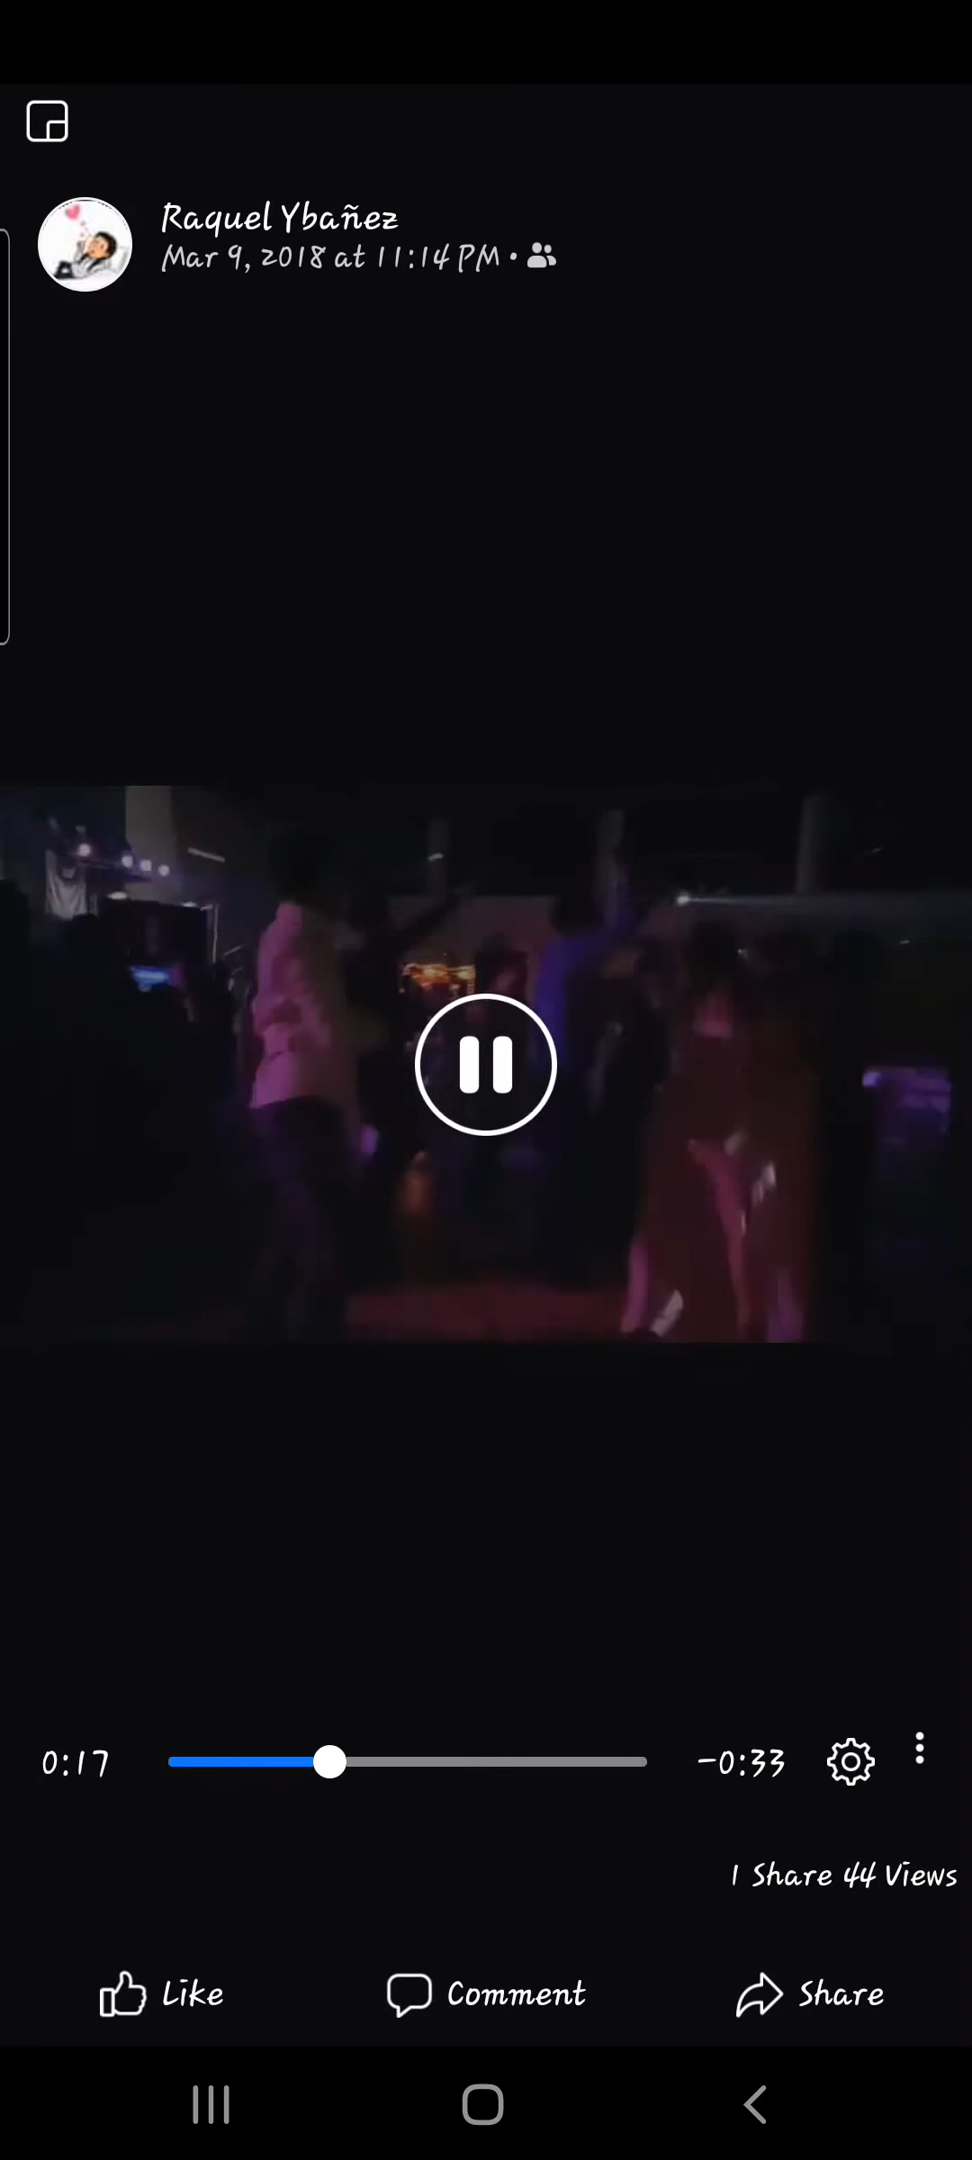 Raquel Ybañez
Mar 9, 2018 at 11:14 PM •
0:17
-0:33
1 Share 44 Views
Like
Comment
Share